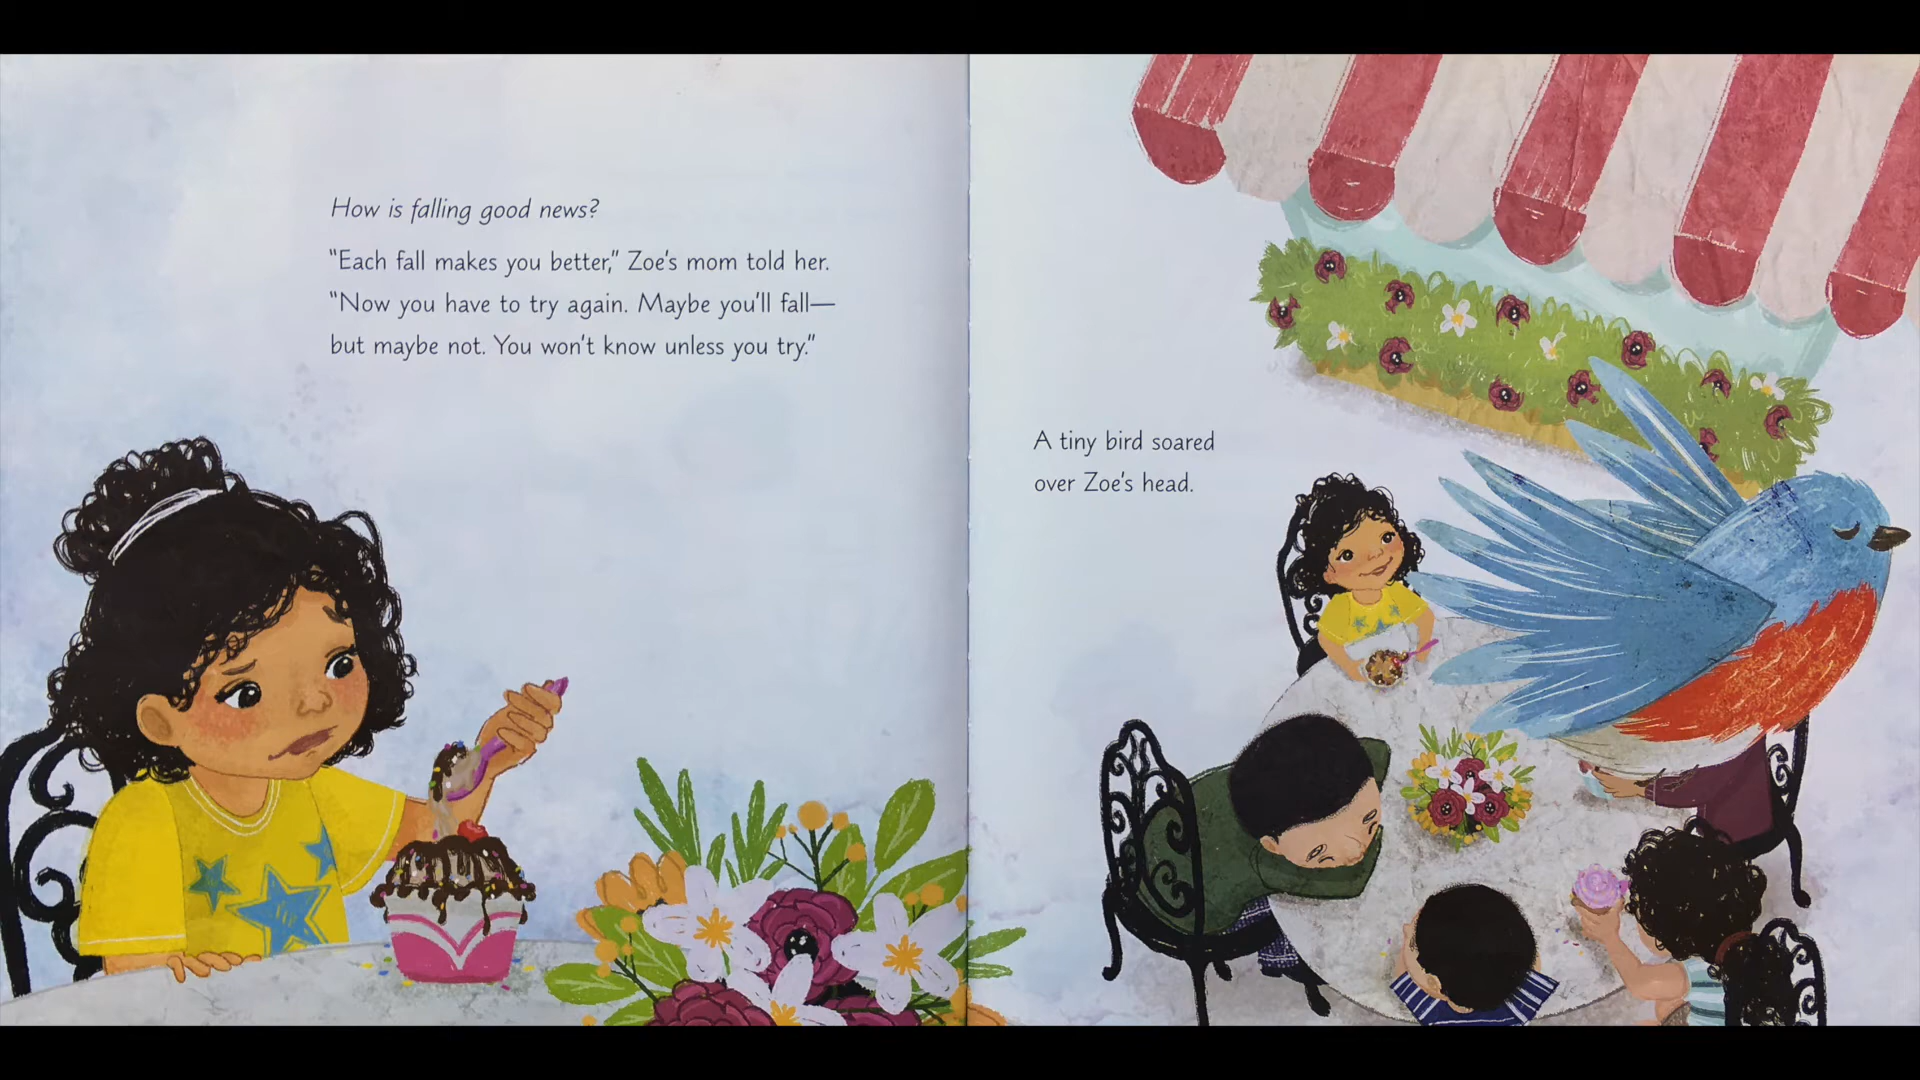 How is falling good news?
“Each fall makes you better,” Zoe’s mom told her.
“Now you have to try again. Maybe you’ll fall—
but maybe not. You won’t know unless you try.”
A tiny bird soared
over Zoe’s head.